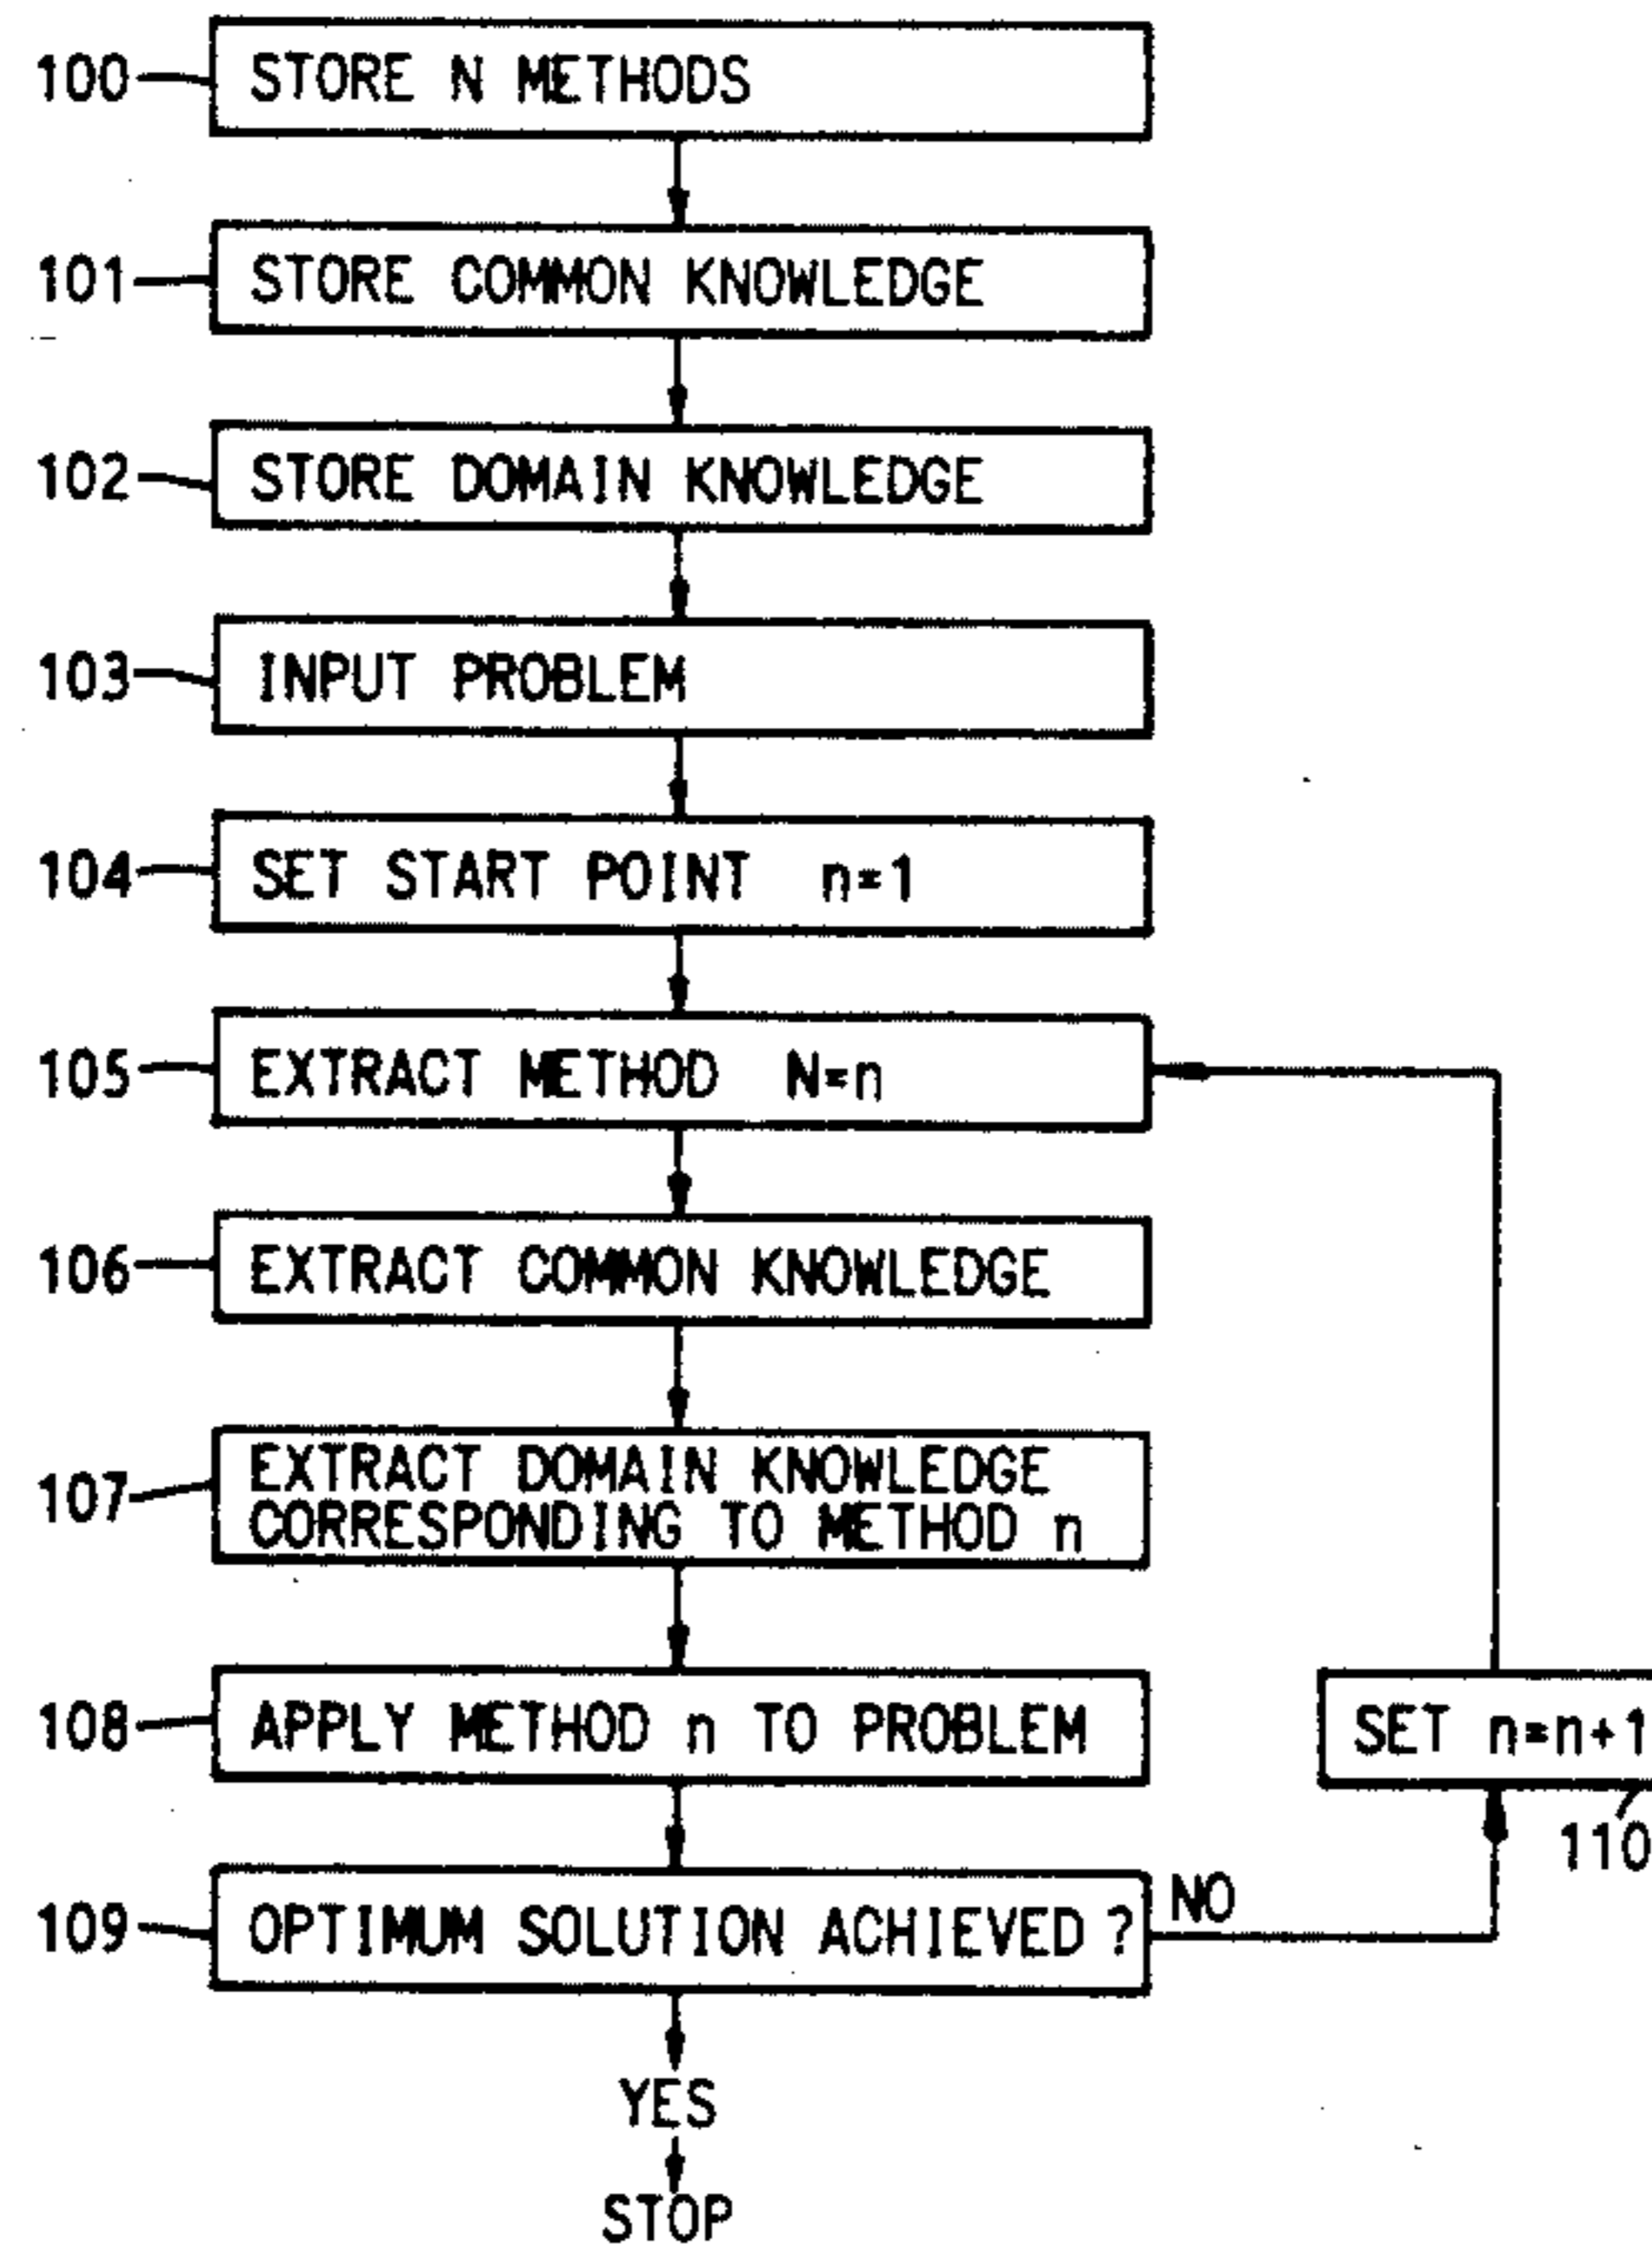 100 STORE N METHODS
101 STORE COMMON KNOWLEDGE
102 STORE DOMAIN KNOWLEDGE
103 INPUT PROBLEM
104 SET START POINT n=1
105 EXTRACT METHOD N=n
106 EXTRACT COMMON KNOWLEDGE
107 EXTRACT DOMAIN KNOWLEDGE
CORRESPONDING TO METHOD n
108 APPLY METHOD n TO PROBLEM
SET n=n+1
110
109 OPTIMUM SOLUTION ACHIEVED ? NO
YES
STOP